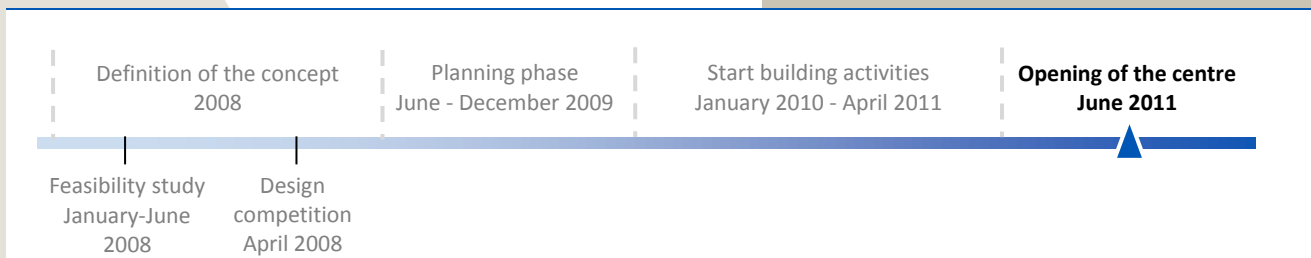 Definition of the concept
2008
Planning phase
June - December 2009
Start building activities
January 2010 - April 2011
Opening of the centre
June 2011
Feasibility study
January-June
2008
Design
competition
April 2008